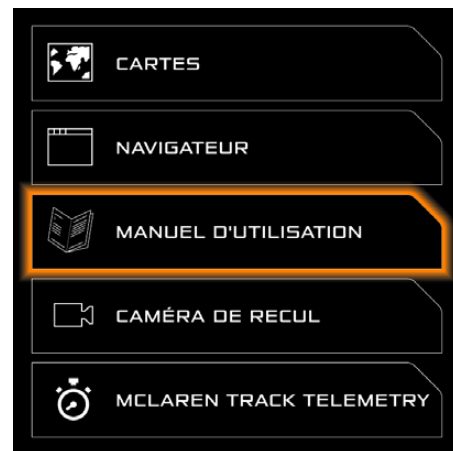 CARTES
NAVIGATEUR
MANUEL D'UTILISATION
CAMÉRA DE RECUL
MCLAREN TRACK TELEMETRY